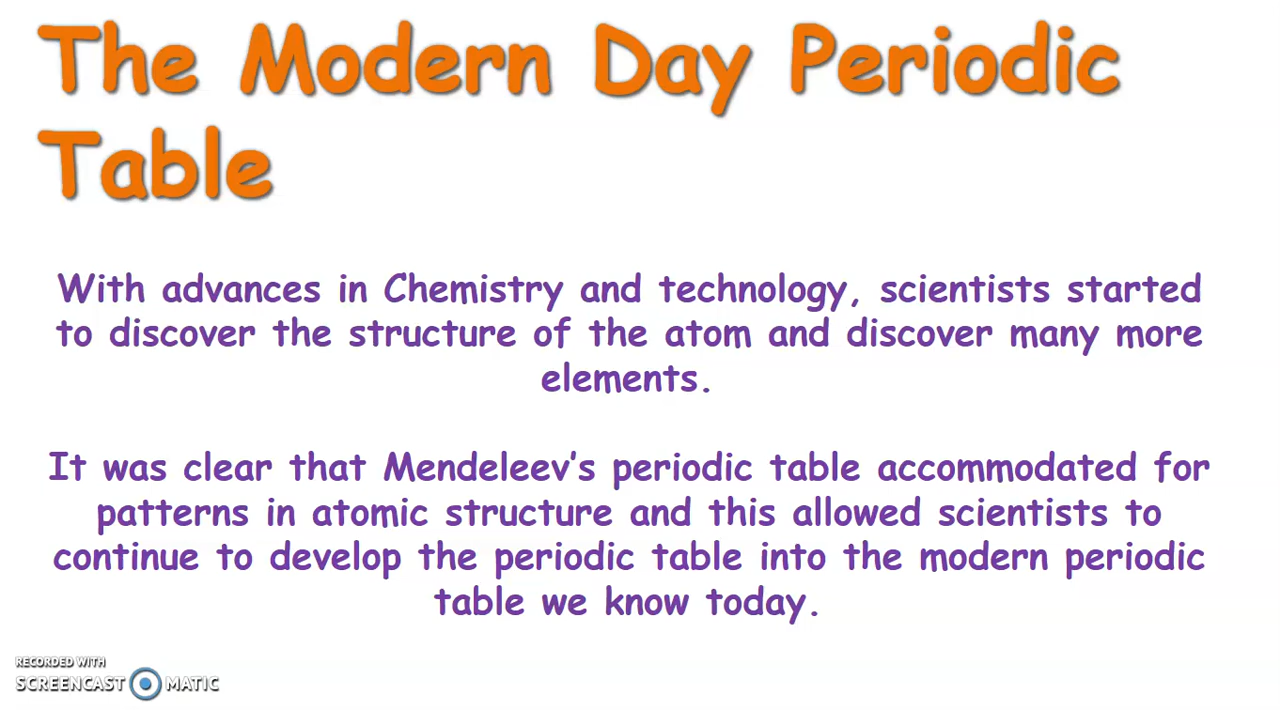 The Modern Day Periodic
Table
With advances in Chemistry and technology, scientists started
to discover the structure of the atom and discover many more
elements.
It was clear that Mendeleev’s periodic table accommodated for
patterns in atomic structure and this allowed scientists to
continue to develop the periodic table into the modern periodic
table we know today.
RECORDED WITH
SCREENCAST MATIC